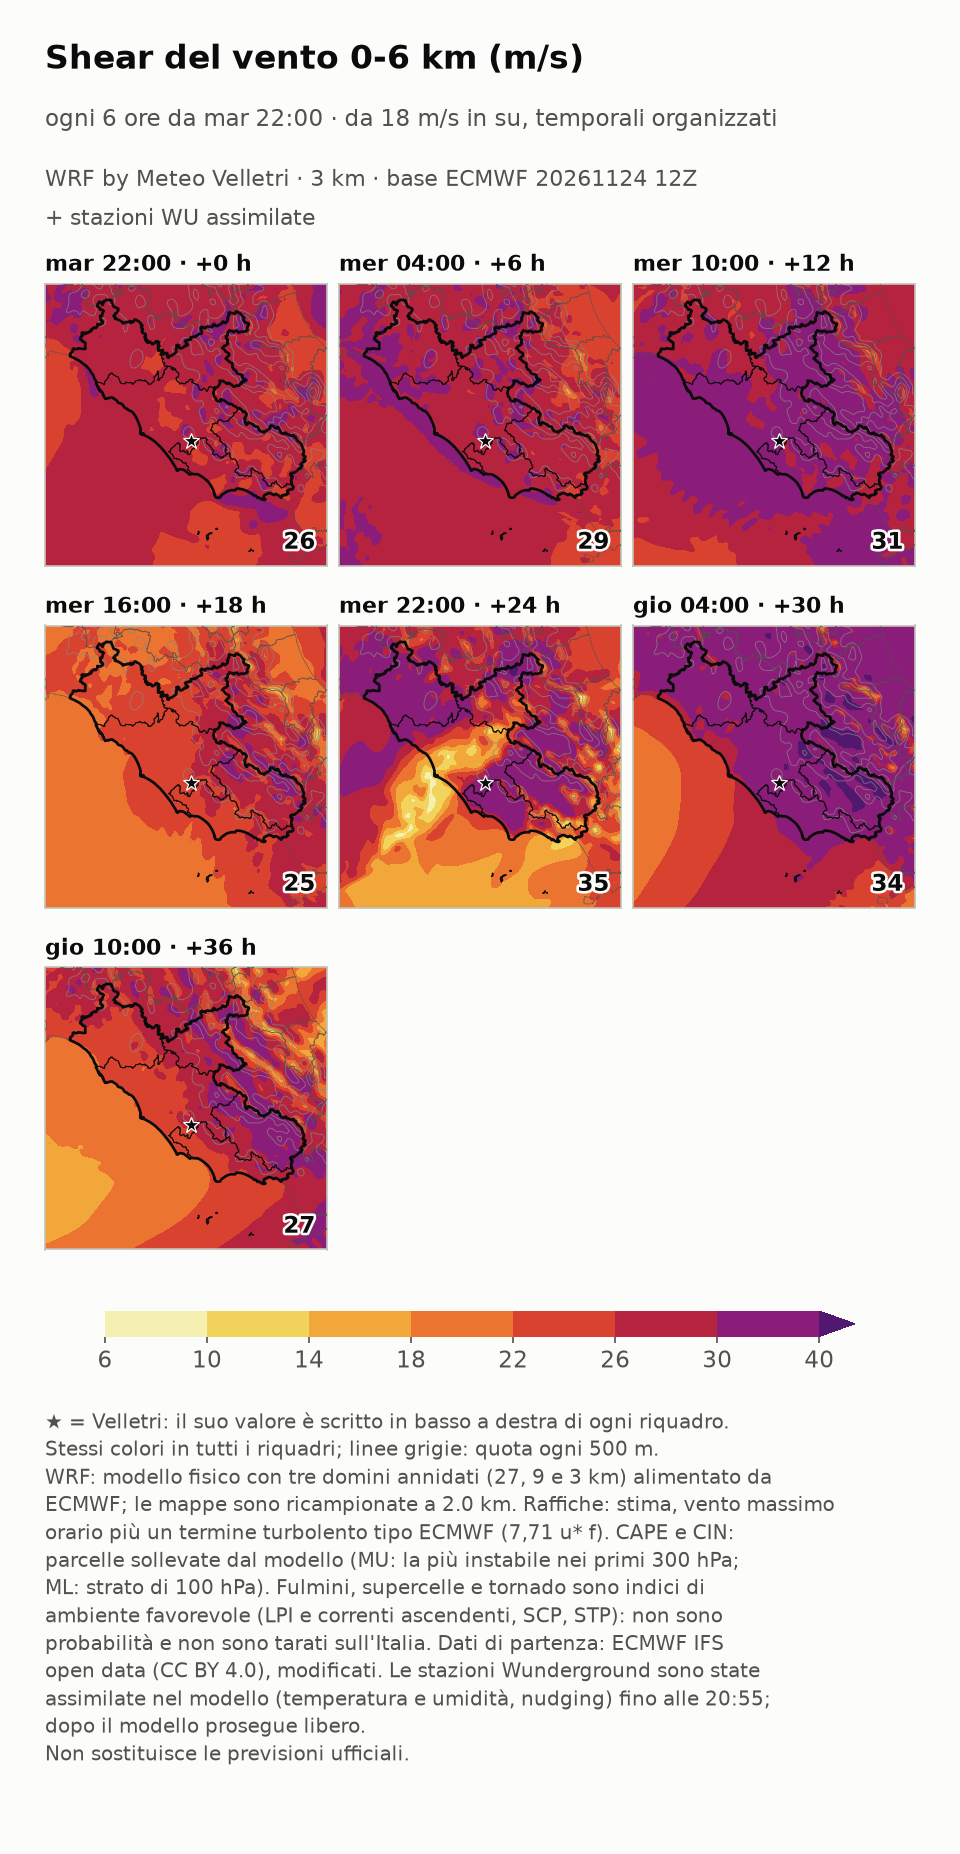 Shear del vento 0-6 km (m/s)
ogni 6 ore da mar 22:00 · da 18 m/s in su, temporali organizzati
WRF by Meteo Velletri · 3 km · base ECMWF 20261124 12Z
+ stazioni WU assimilate
mar 22:00 · +0 h
mer 04:00 · +6 h
mer 10:00 · +12 h
26
29
31
mer 16:00 · +18 h
mer 22:00 · +24 h
gio 04:00 · +30 h
25
35
34
gio 10:00 · +36 h
27
6 10 14 18 22 26 30 40
★ = Velletri: il suo valore è scritto in basso a destra di ogni riquadro.
Stessi colori in tutti i riquadri; linee grigie: quota ogni 500 m.
WRF: modello fisico con tre domini annidati (27, 9 e 3 km) alimentato da
ECMWF; le mappe sono ricampionate a 2.0 km. Raffiche: stima, vento massimo
orario più un termine turbolento tipo ECMWF (7,71 u* f). CAPE e CIN:
parcelle sollevate dal modello (MU: la più instabile nei primi 300 hPa;
ML: strato di 100 hPa). Fulmini, supercelle e tornado sono indici di
ambiente favorevole (LPI e correnti ascendenti, SCP, STP): non sono
probabilità e non sono tarati sull'Italia. Dati di partenza: ECMWF IFS
open data (CC BY 4.0), modificati. Le stazioni Wunderground sono state
assimilate nel modello (temperatura e umidità, nudging) fino alle 20:55;
dopo il modello prosegue libero.
Non sostituisce le previsioni ufficiali.